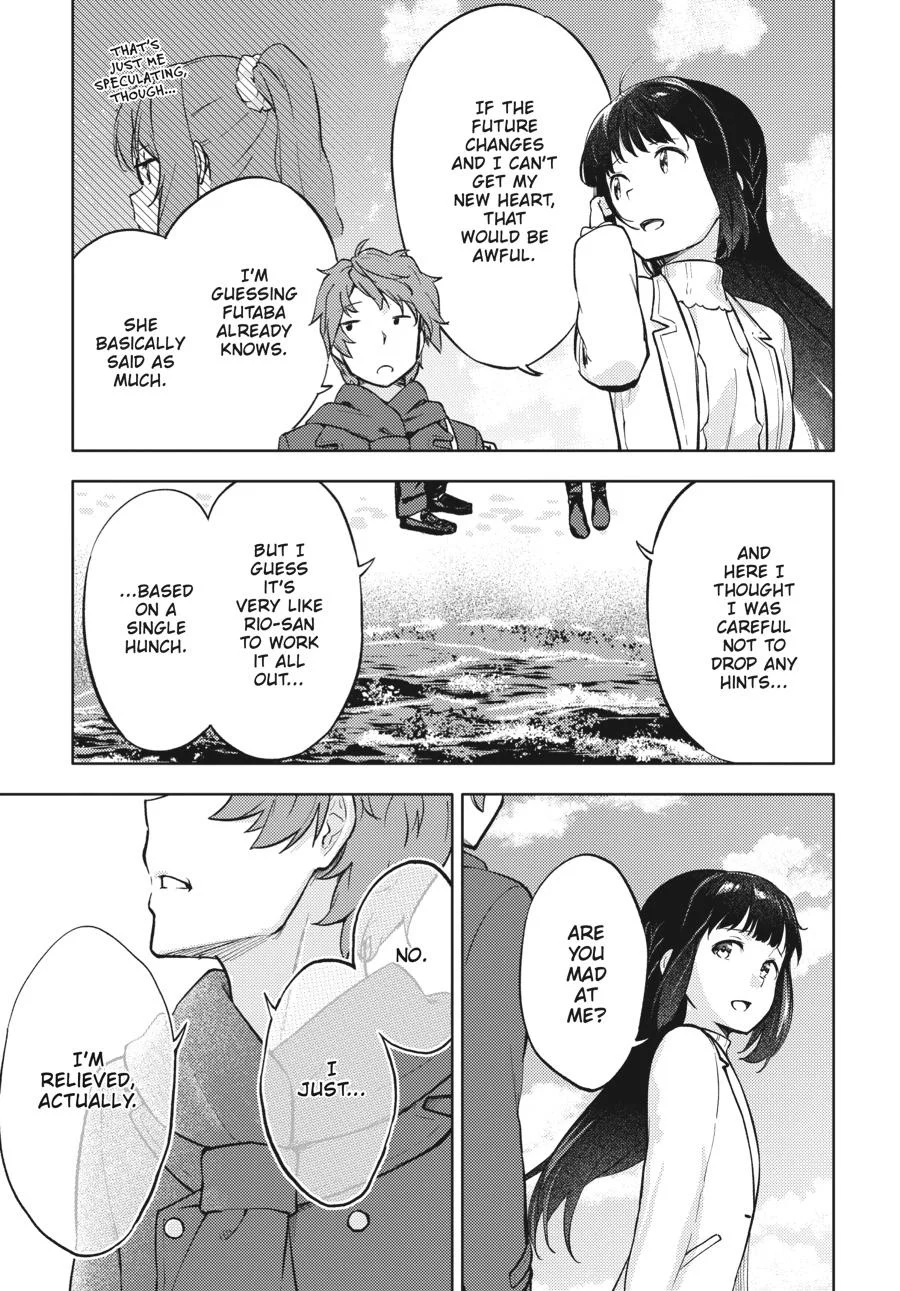 IF THE
FUTURE
CHANGES
AND I CAN'T
GET MY
NEW HEART,
THAT
WOULD BE
AWFUL.
I'M
GUESSING
FUTABA
ALREADY
KNOWS.
SHE
BASICALLY
SAID AS
MUCH.
THAT'S
JUST ME
SPECULATING,
THOUGH...
AND
HERE I
THOUGHT
I WAS
CAREFUL
NOT TO
DROP ANY
HINTS...
BUT I
GUESS
IT'S
VERY LIKE
RIO-SAN
TO WORK
IT ALL
OUT...
...BASED
ON A
SINGLE
HUNCH.
ARE
YOU
MAD
AT
ME?
NO.
I
JUST...
I'M
RELIEVED,
ACTUALLY.